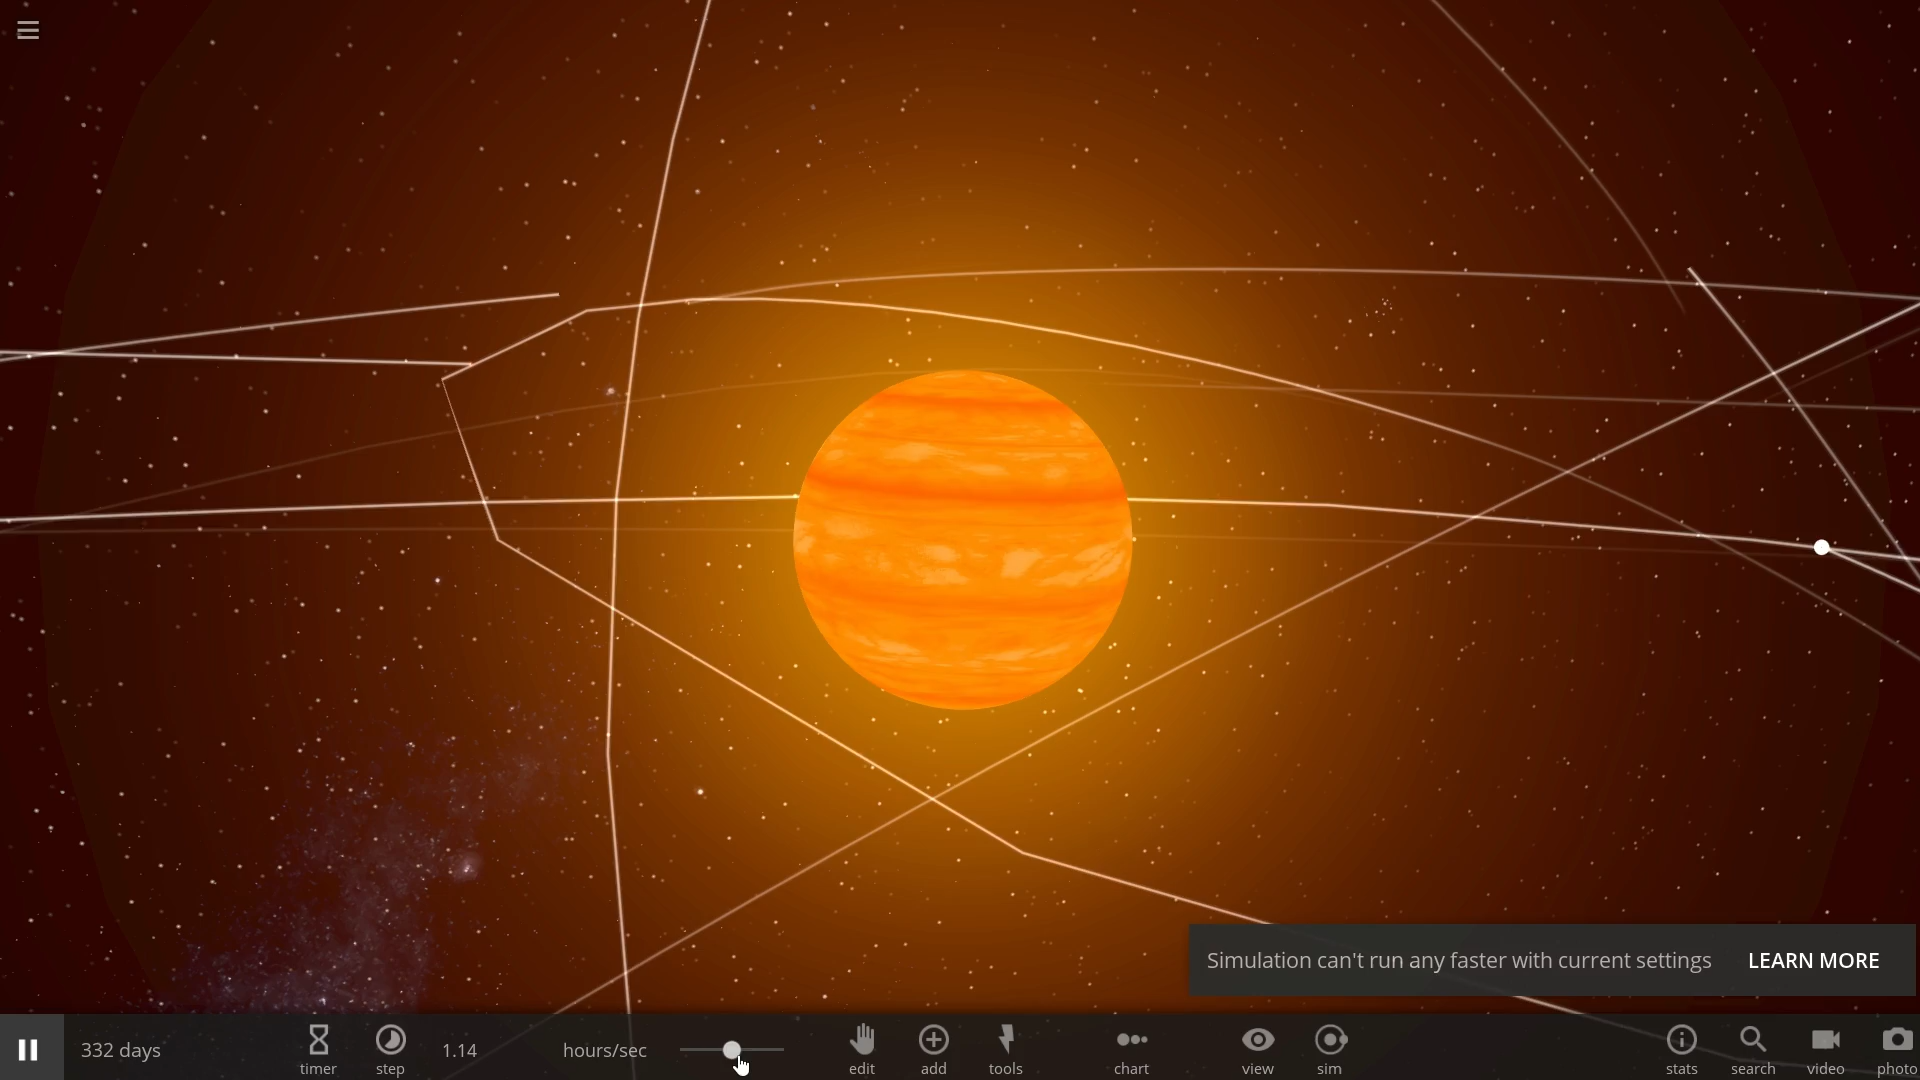 Simulation can't run any faster with current settings LEARN MORE
332 days timer step 1.14 hours/sec edit add tools chart view sim stats search video photo